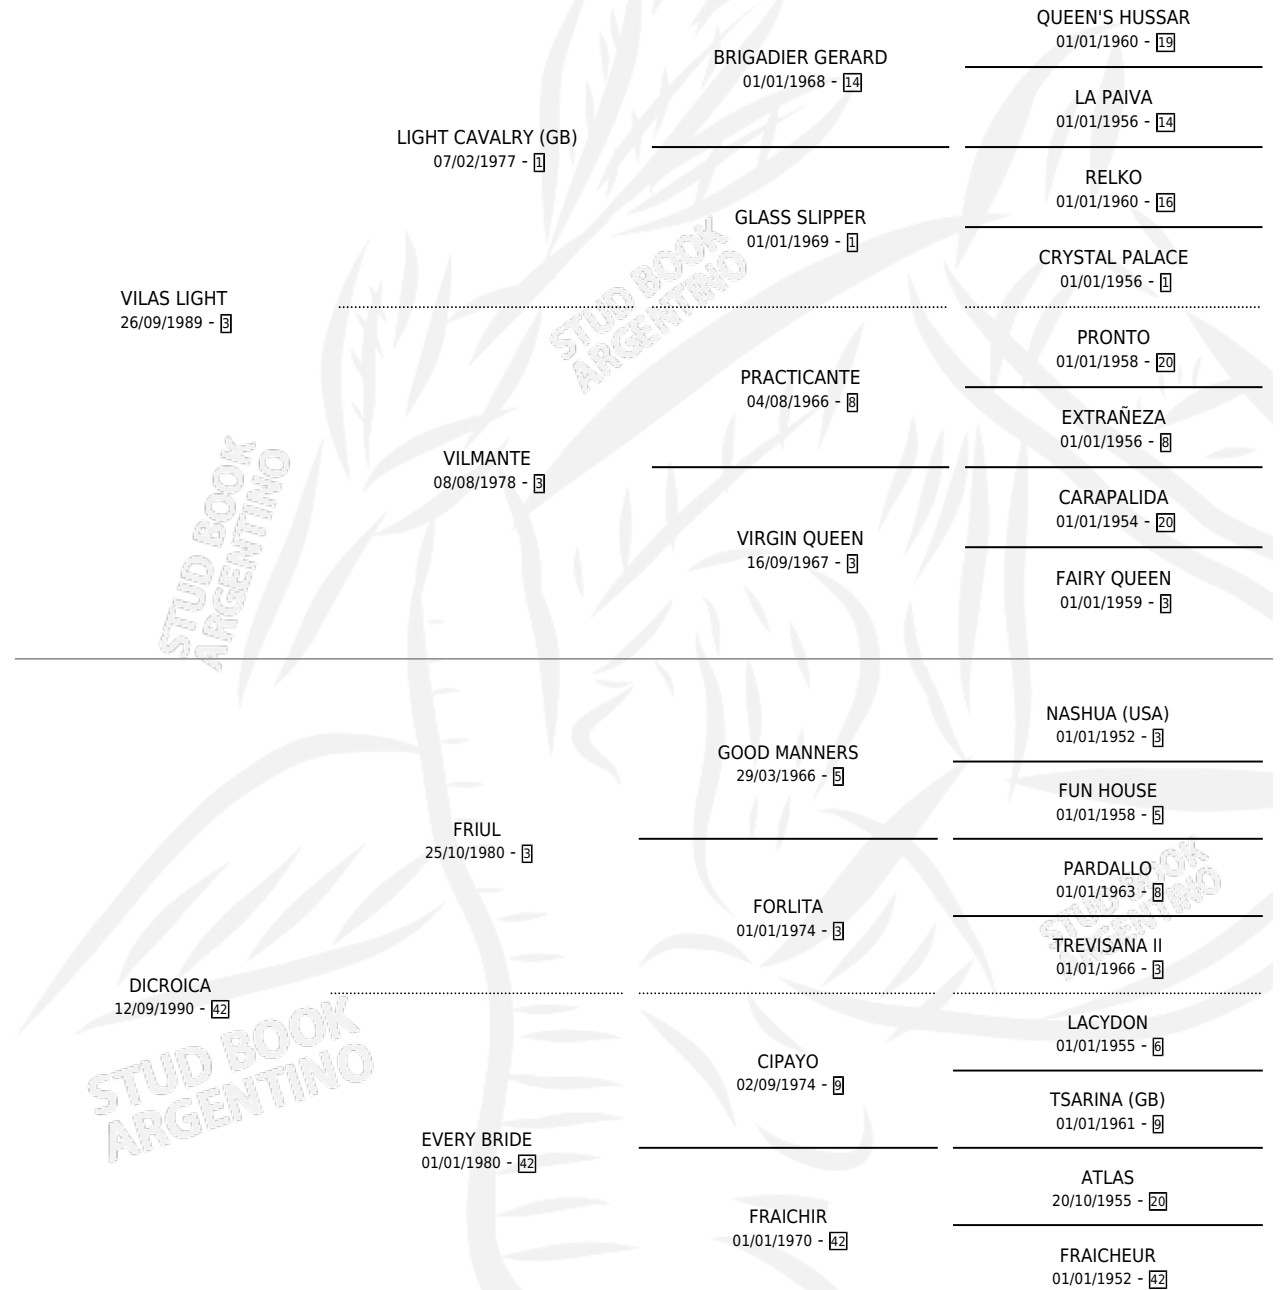 QUEEN'S HUSSAR
01/01/1960 - 19
BRIGADIER GERARD
01/01/1968 - 14
LA PAIVA
01/01/1956 - 14
LIGHT CAVALRY (GB)
07/02/1977 - 1
RELKO
01/01/1960 - 16
GLASS SLIPPER
01/01/1969 - 1
CRYSTAL PALACE
01/01/1956 - 1
VILAS LIGHT
26/09/1989 - 3
STUD BOOK
ARGENTINO
PRONTO
01/01/1958 - 20
PRACTICANTE
04/08/1966 - 8
EXTRAÑEZA
01/01/1956 - 8
VILMANTE
08/08/1978 - 3
CARAPALIDA
01/01/1954 - 20
VIRGIN QUEEN
16/09/1967 - 3
FAIRY QUEEN
01/01/1959 - 3
STUD BOOK
ARGENTINO
NASHUA (USA)
01/01/1952 - 3
GOOD MANNERS
29/03/1966 - 5
FUN HOUSE
01/01/1958 - 5
FRIUL
25/10/1980 - 3
PARDALLO
01/01/1963 - 8
STUD BOOK
ARGENTINO
FORLITA
01/01/1974 - 3
TREVISANA II
01/01/1966 - 3
DICROICA
12/09/1990 - 42
STUD BOOK
ARGENTINO
LACYDON
01/01/1955 - 6
CIPAYO
02/09/1974 - 9
TSARINA (GB)
01/01/1961 - 9
EVERY BRIDE
01/01/1980 - 42
ATLAS
20/10/1955 - 20
FRAICHIR
01/01/1970 - 42
FRAICHEUR
01/01/1952 - 42